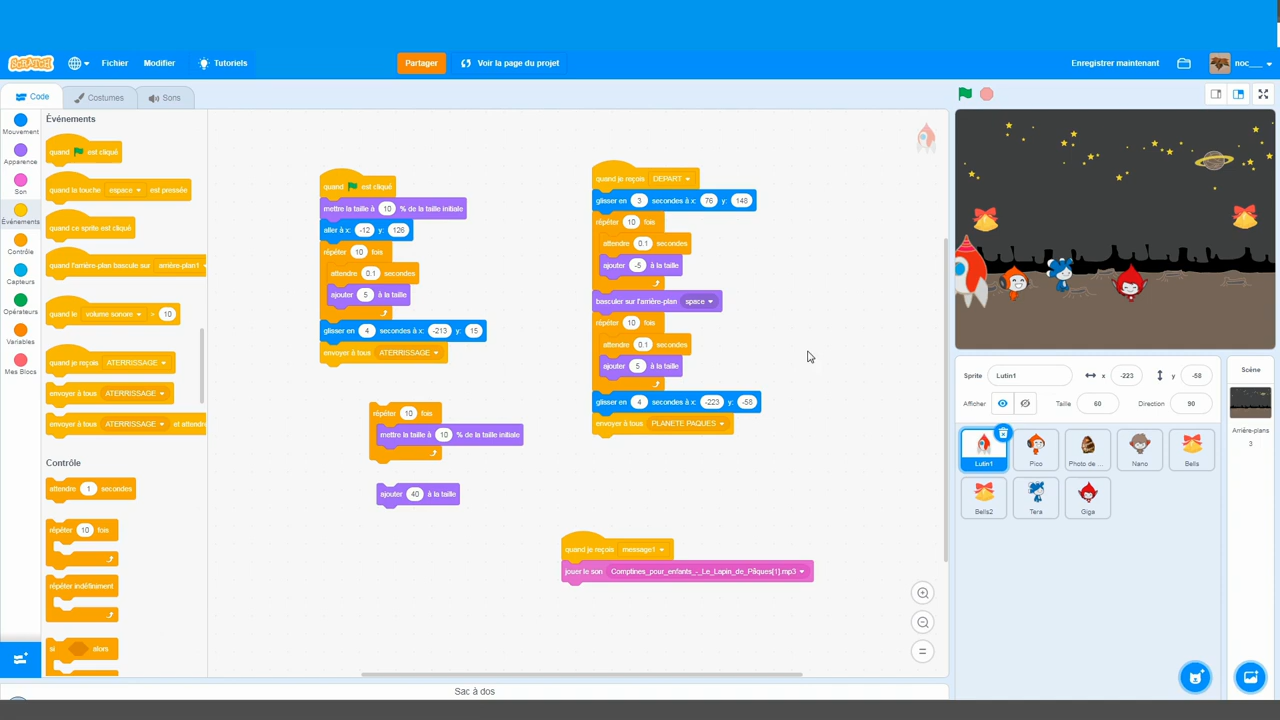 SCRATCH
Fichier
Modifier
Tutoriels
Partager
Voir la page du projet
Enregistrer maintenant
noc___
Code
Costumes
Sons
Mouvement
Apparence
Son
Événements
Contrôle
Capteurs
Opérateurs
Variables
Mes Blocs
Événements
quand est cliqué
quand la touche espace est pressée
quand ce sprite est cliqué
quand l'arrière-plan bascule sur arrière-plan1
quand le volume sonore > 10
quand je reçois ATERRISSAGE
envoyer à tous ATERRISSAGE
envoyer à tous ATERRISSAGE et attendre
Contrôle
attendre 1 secondes
répéter 10 fois
répéter indéfiniment
si alors
quand est cliqué
mettre la taille à 10 % de la taille initiale
aller à x: -12 y: 126
répéter 10 fois
attendre 0.1 secondes
ajouter 5 à la taille
glisser en 4 secondes à x: -213 y: 15
envoyer à tous ATERRISSAGE
répéter 10 fois
mettre la taille à 10 % de la taille initiale
ajouter 40 à la taille
quand je reçois DEPART
glisser en 3 secondes à x: 76 y: 148
répéter 10 fois
attendre 0.1 secondes
ajouter -5 à la taille
basculer sur l'arrière-plan space
répéter 10 fois
attendre 0.1 secondes
ajouter 5 à la taille
glisser en 4 secondes à x: -223 y: -58
envoyer à tous PLANETE PAQUES
quand je reçois message1
jouer le son Comptines_pour_enfants_-_Le_Lapin_de_Pâques[1].mp3
Sac à dos
Sprite Lutin1 x -223 y -58
Afficher Taille 60 Direction 90
Lutin1
Pico
Photo de ...
Nano
Bells
Bells2
Tera
Giga
Scène
Arrière-plans
3